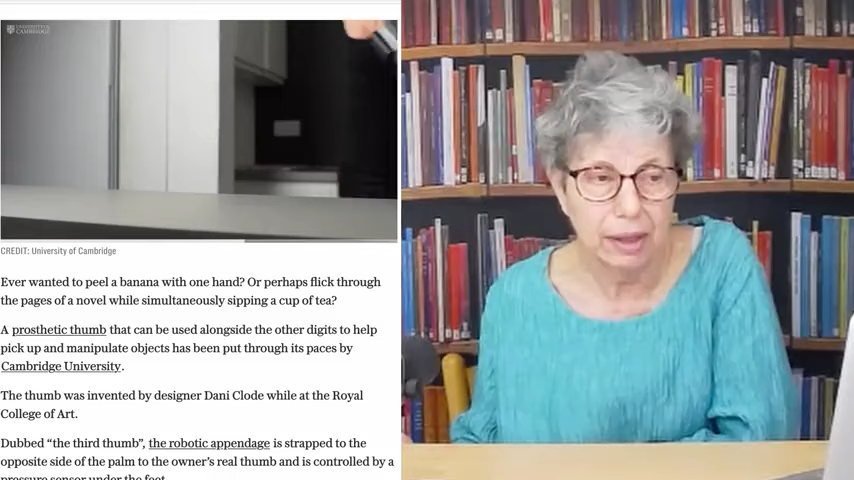 UNIVERSITY OF
CAMBRIDGE
CREDIT: University of Cambridge
Ever wanted to peel a banana with one hand? Or perhaps flick through
the pages of a novel while simultaneously sipping a cup of tea?
A prosthetic thumb that can be used alongside the other digits to help
pick up and manipulate objects has been put through its paces by
Cambridge University.
The thumb was invented by designer Dani Clode while at the Royal
College of Art.
Dubbed “the third thumb”, the robotic appendage is strapped to the
opposite side of the palm to the owner’s real thumb and is controlled by a
pressure sensor under the feet.